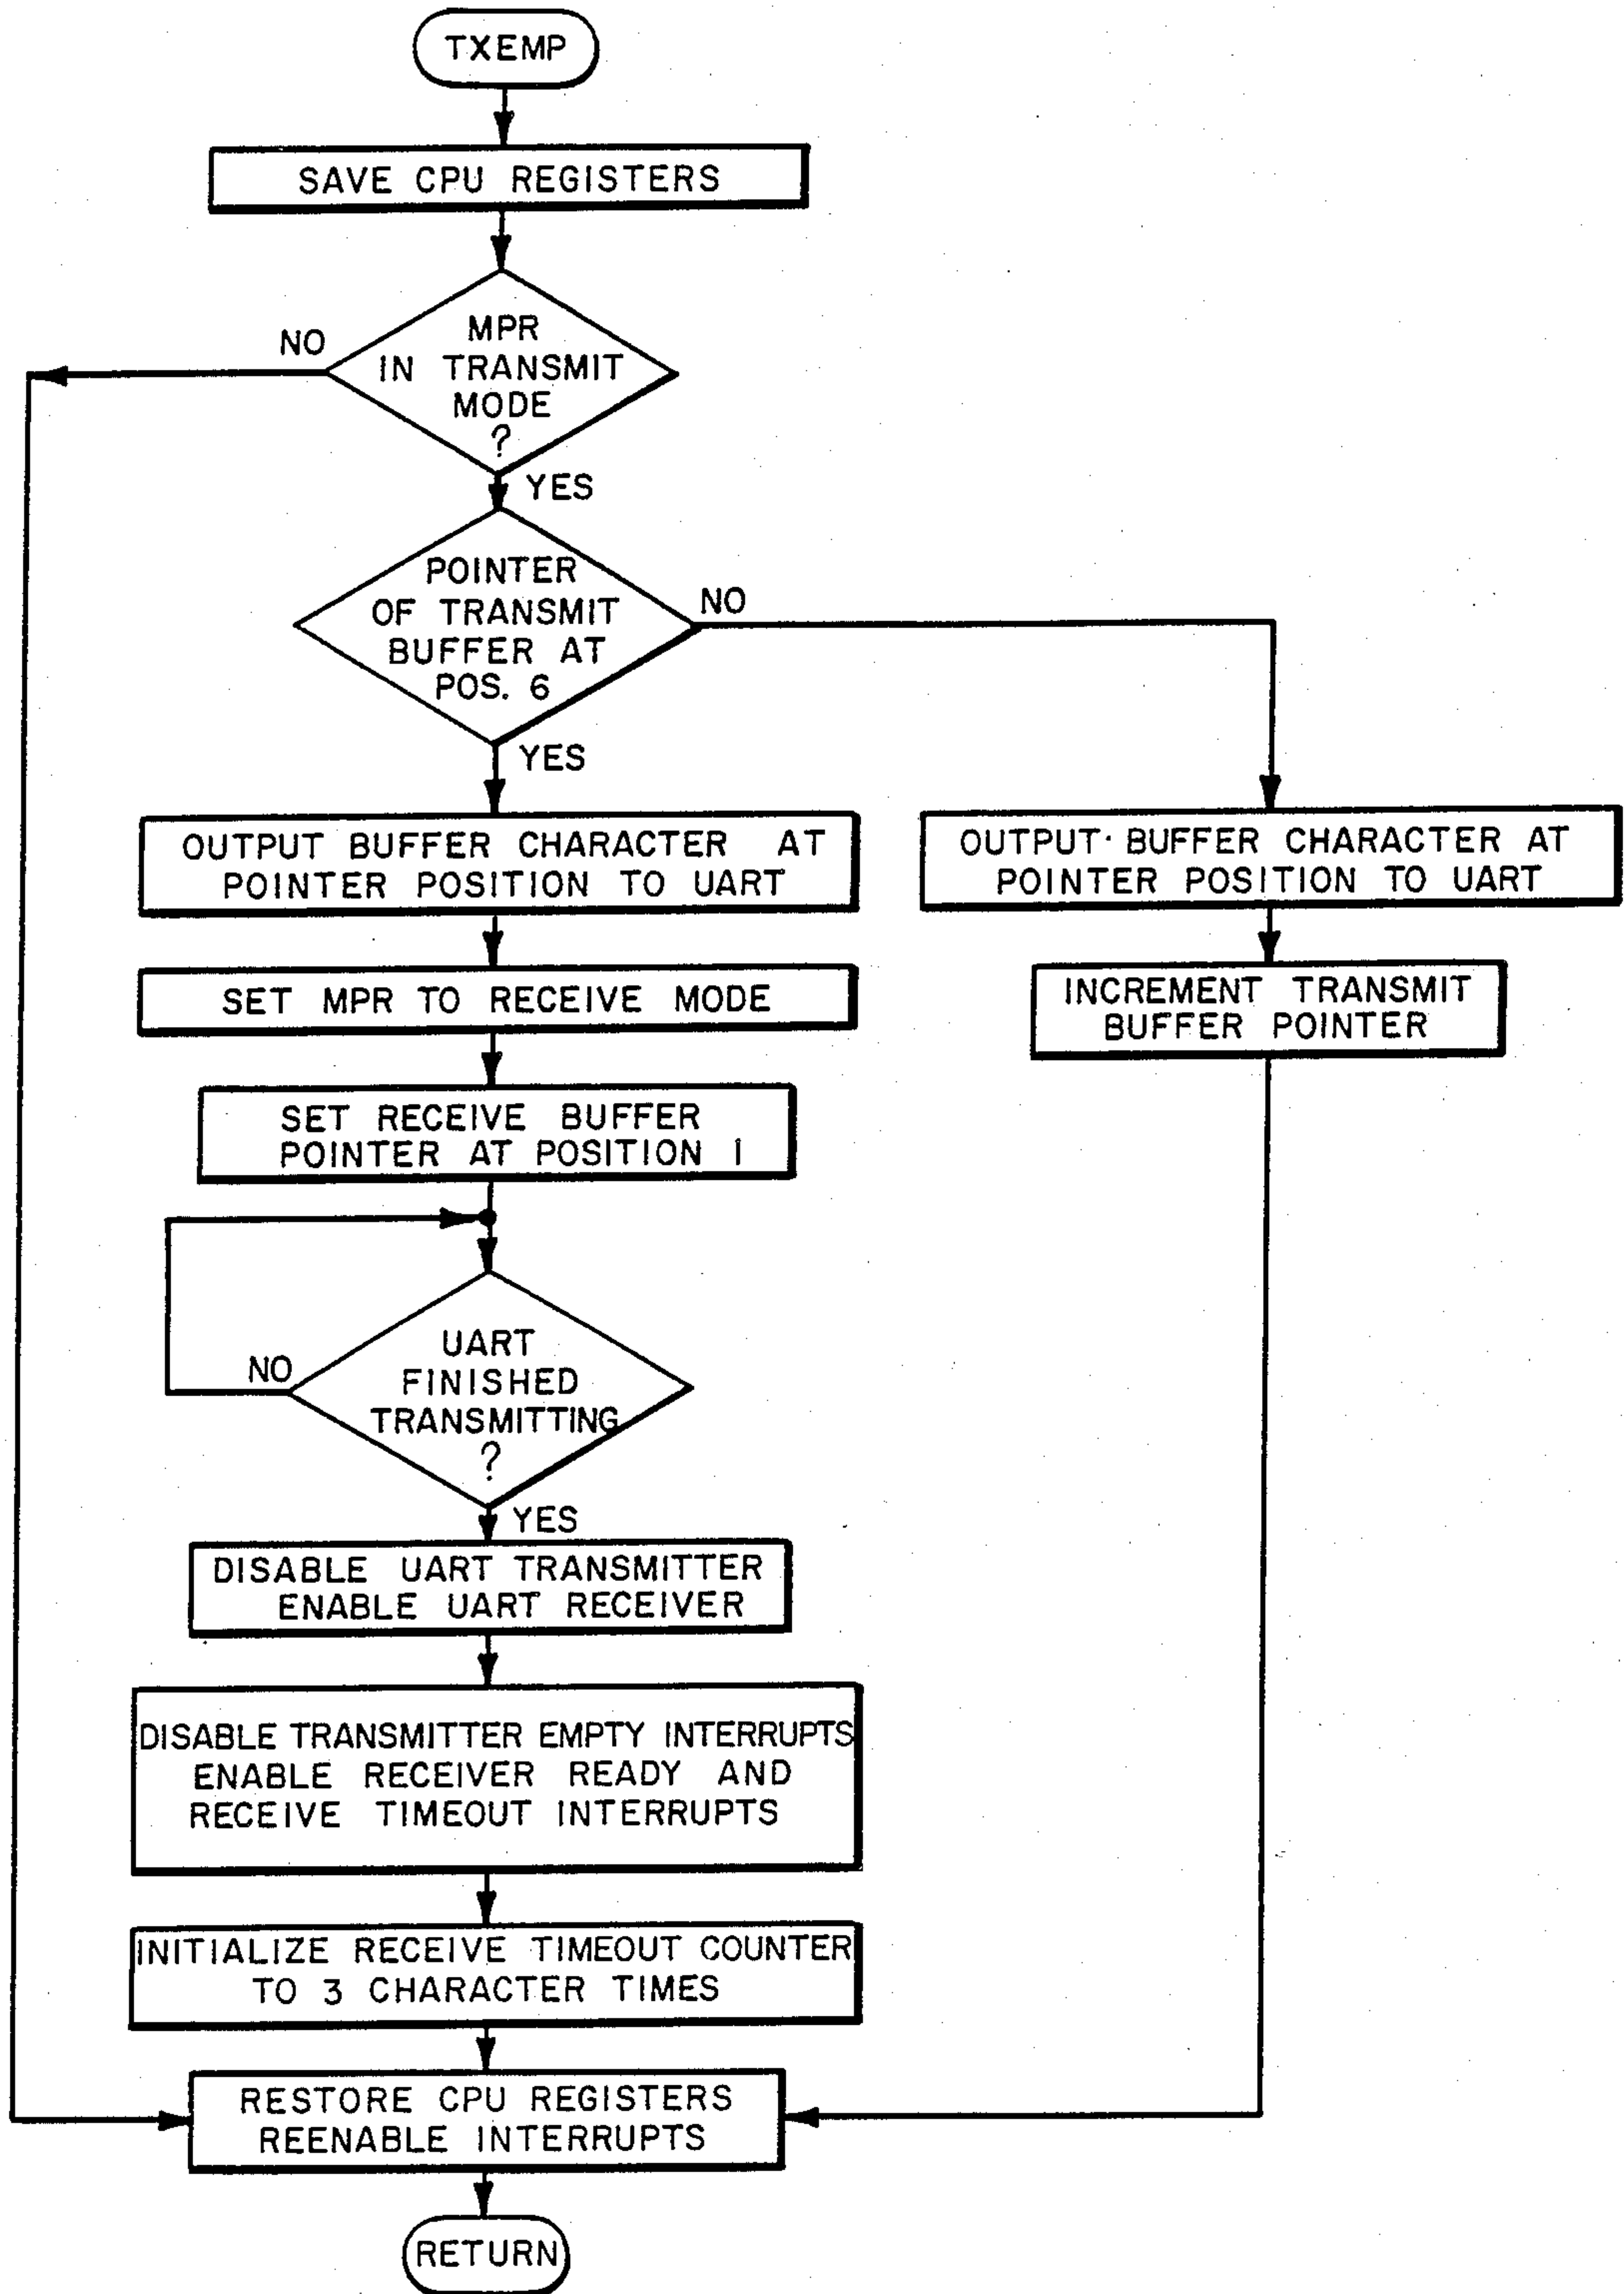 TXEMP
SAVE CPU REGISTERS
MPR
IN TRANSMIT
MODE
?
NO
YES
POINTER
OF TRANSMIT
BUFFER AT
POS. 6
NO
YES
OUTPUT BUFFER CHARACTER AT
POINTER POSITION TO UART
OUTPUT BUFFER CHARACTER AT
POINTER POSITION TO UART
SET MPR TO RECEIVE MODE
INCREMENT TRANSMIT
BUFFER POINTER
SET RECEIVE BUFFER
POINTER AT POSITION 1
UART
FINISHED
TRANSMITTING
?
NO
YES
DISABLE UART TRANSMITTER
ENABLE UART RECEIVER
DISABLE TRANSMITTER EMPTY INTERRUPTS
ENABLE RECEIVER READY AND
RECEIVE TIMEOUT INTERRUPTS
INITIALIZE RECEIVE TIMEOUT COUNTER
TO 3 CHARACTER TIMES
RESTORE CPU REGISTERS
REENABLE INTERRUPTS
RETURN